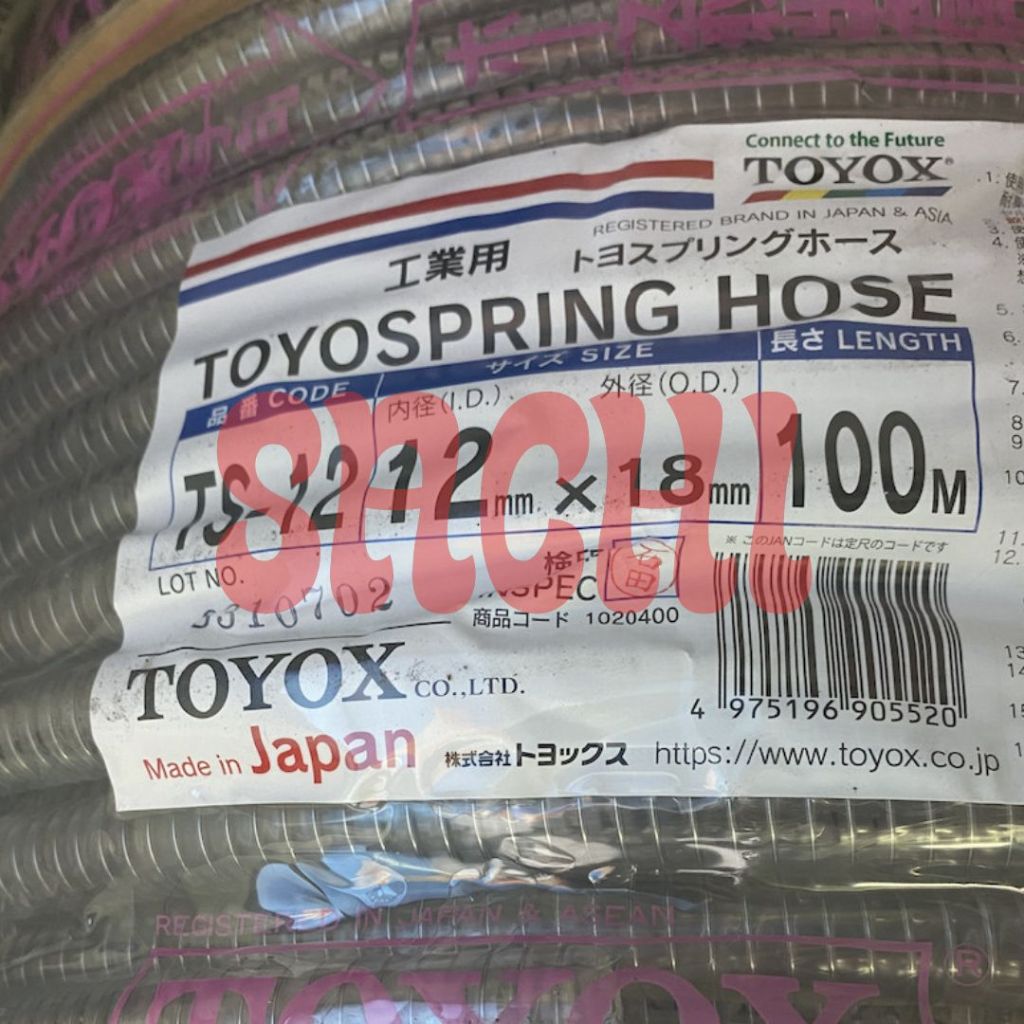 Connect to the Future
TOYOX®
REGISTERED BRAND IN JAPAN & ASIA
工業用 トヨスプリングホース
TOYOSPRING HOSE
品番 CODE サイズ SIZE 長さ LENGTH
内径(I.D.) 外径(O.D.)
TS-12 12mm × 18mm 100M
SACHI
※ このJANコードは定尺のコードです
LOT NO.
5310702
商品コード 1020400
TOYOX CO.,LTD.
4 975196 905520
Made in Japan 株式会社トヨックス https://www.toyox.co.jp
REGISTERED IN JAPAN & ASEAN
TOYOX ®